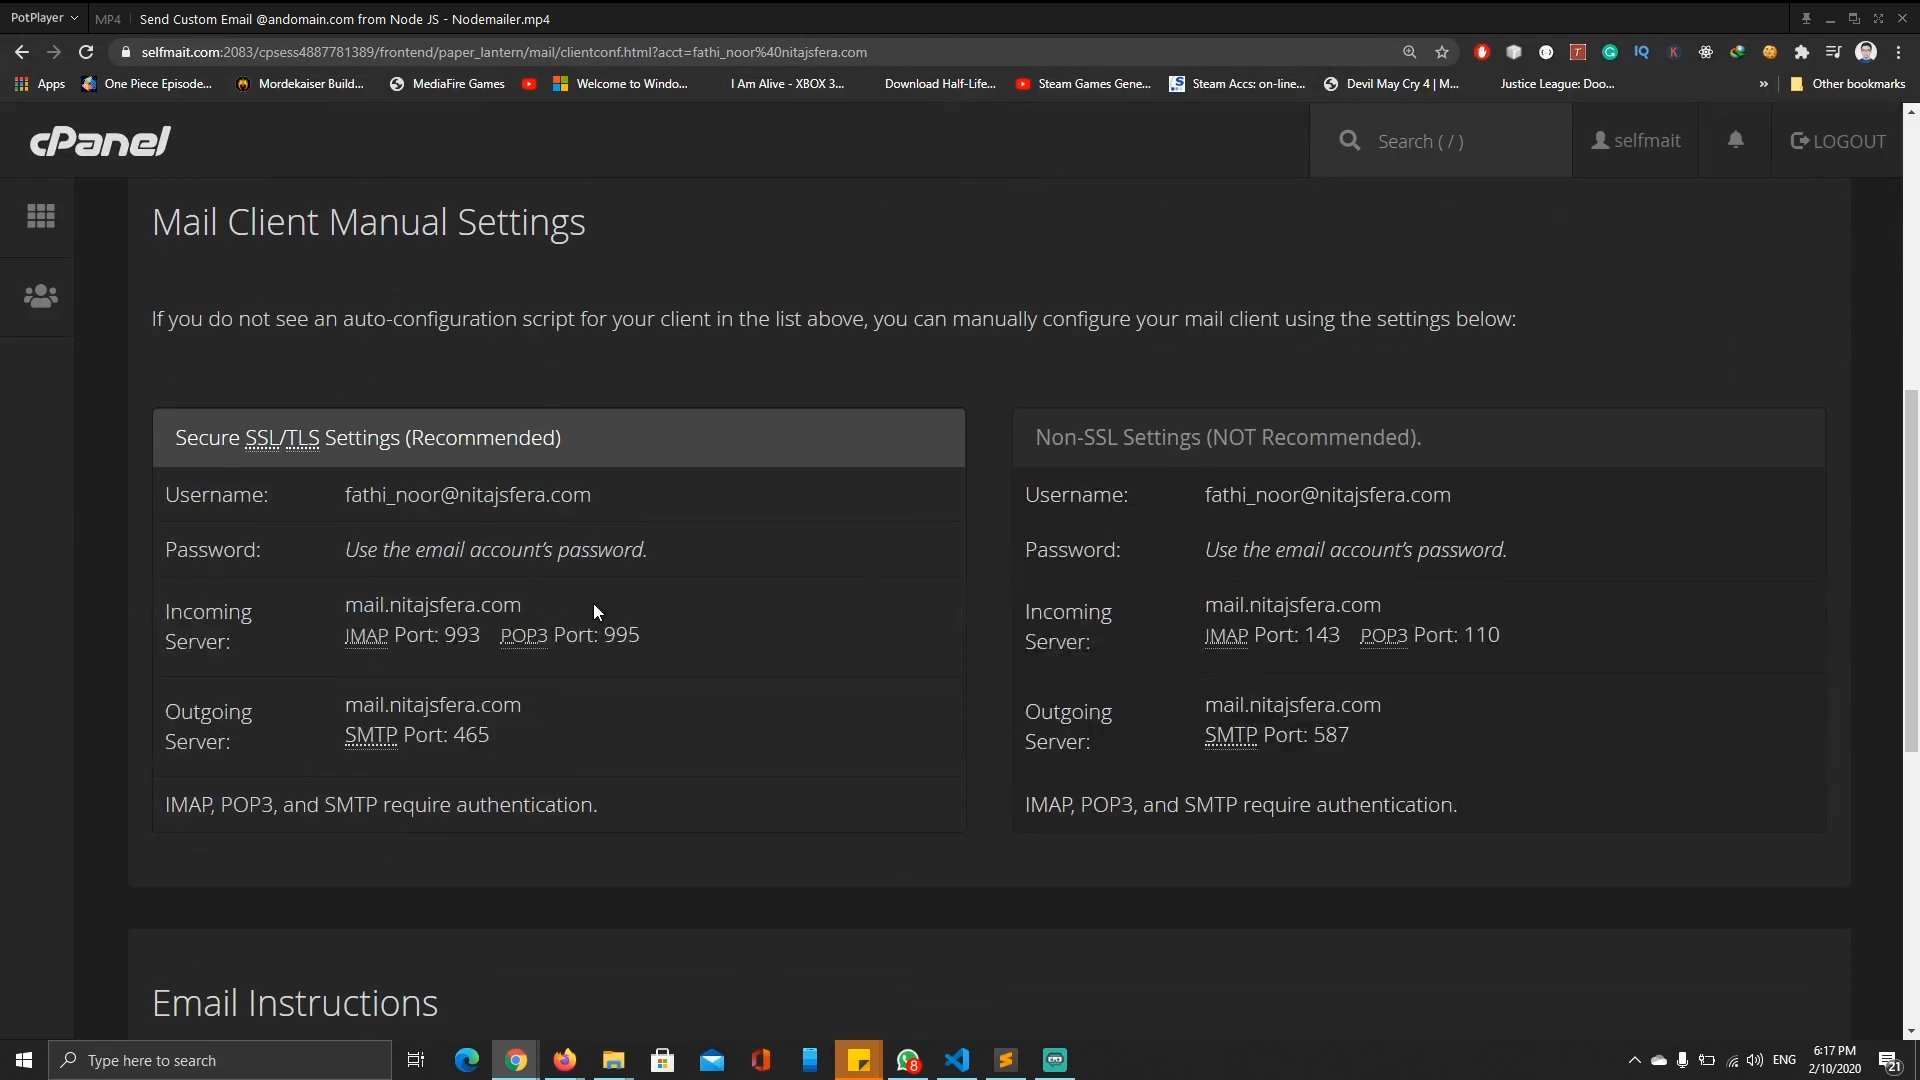 PotPlayer MP4 Send Custom Email @andomain.com from Node JS - Nodemailer.mp4
selfmait.com:2083/cpsess4887781389/frontend/paper_lantern/mail/clientconf.html?acct=fathi_noor%40nitajsfera.com
Apps One Piece Episode... Mordekaiser Build... MediaFire Games Welcome to Windo... I Am Alive - XBOX 3... Download Half-Life... Steam Games Gene... Steam Accs: on-line... Devil May Cry 4 | M... Justice League: Doo... » Other bookmarks
cPanel Search ( / ) selfmait LOGOUT
Mail Client Manual Settings
If you do not see an auto-configuration script for your client in the list above, you can manually configure your mail client using the settings below:
Secure SSL/TLS Settings (Recommended)
Username: fathi_noor@nitajsfera.com
Password: Use the email account's password.
Incoming Server: mail.nitajsfera.com
IMAP Port: 993 POP3 Port: 995
Outgoing Server: mail.nitajsfera.com
SMTP Port: 465
IMAP, POP3, and SMTP require authentication.
Non-SSL Settings (NOT Recommended).
Username: fathi_noor@nitajsfera.com
Password: Use the email account's password.
Incoming Server: mail.nitajsfera.com
IMAP Port: 143 POP3 Port: 110
Outgoing Server: mail.nitajsfera.com
SMTP Port: 587
IMAP, POP3, and SMTP require authentication.
Email Instructions
Type here to search
8
ENG
6:17 PM
2/10/2020
21